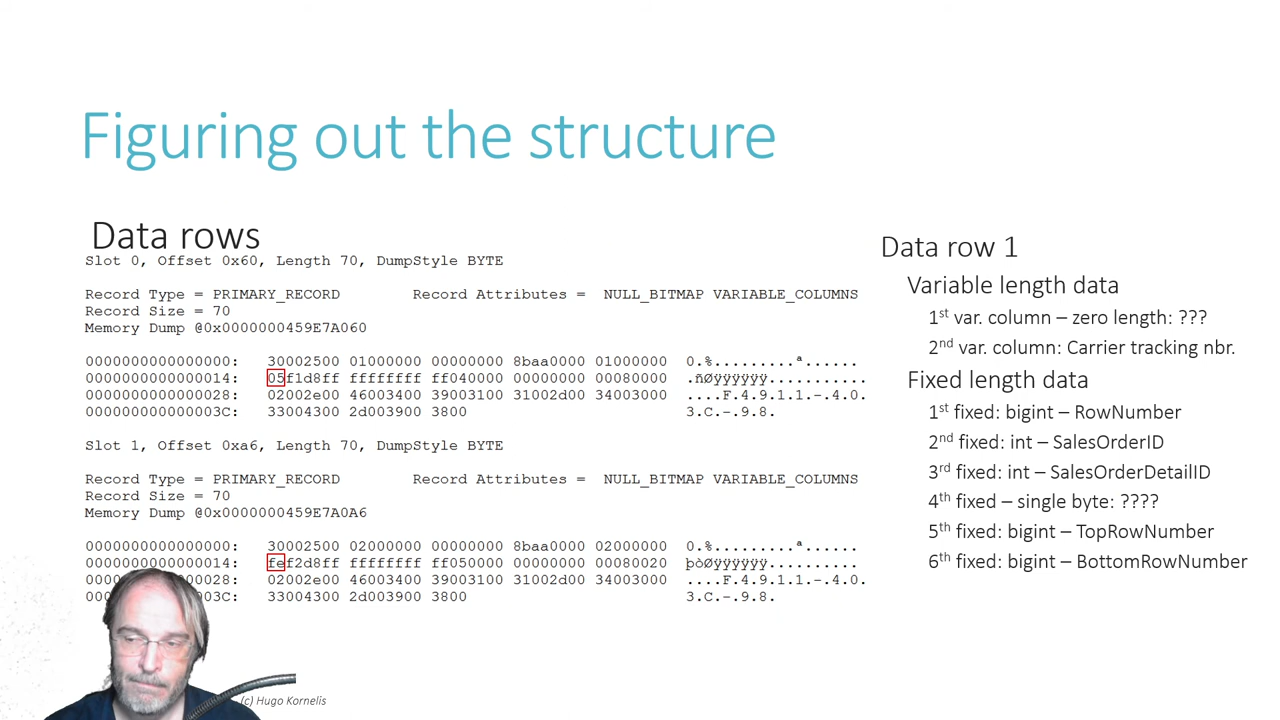 Figuring out the structure
Data rows
Slot 0, Offset 0x60, Length 70, DumpStyle BYTE
Record Type = PRIMARY_RECORD Record Attributes = NULL_BITMAP VARIABLE_COLUMNS
Record Size = 70
Memory Dump @0x0000000459E7A060
0000000000000000: 30002500 01000000 00000000 8baa0000 01000000 0.%.........ª......
0000000000000014: 05f1d8ff ffffffff ff040000 00000000 00080000 .ñØÿÿÿÿÿÿ...........
0000000000000028: 02002e00 46003400 39003100 31002d00 34003000 ....F.4.9.1.1.-.4.0.
000000000000003C: 33004300 2d003900 3800 3.C.-.9.8.
Slot 1, Offset 0xa6, Length 70, DumpStyle BYTE
Record Type = PRIMARY_RECORD Record Attributes = NULL_BITMAP VARIABLE_COLUMNS
Record Size = 70
Memory Dump @0x0000000459E7A0A6
0000000000000000: 30002500 02000000 00000000 8baa0000 02000000 0.%.........ª......
0000000000000014: fef2d8ff ffffffff ff050000 00000000 00080020 þòØÿÿÿÿÿÿ..........
00000 0000028: 02002e00 46003400 39003100 31002d00 34003000 ....F.4.9.1.1.-.4.0.
0000 03C: 33004300 2d003900 3800 3.C.-.9.8.
Data row 1
Variable length data
1st var. column – zero length: ???
2nd var. column: Carrier tracking nbr.
Fixed length data
1st fixed: bigint – RowNumber
2nd fixed: int – SalesOrderID
3rd fixed: int – SalesOrderDetailID
4th fixed – single byte: ????
5th fixed: bigint – TopRowNumber
6th fixed: bigint – BottomRowNumber
(c) Hugo Kornelis